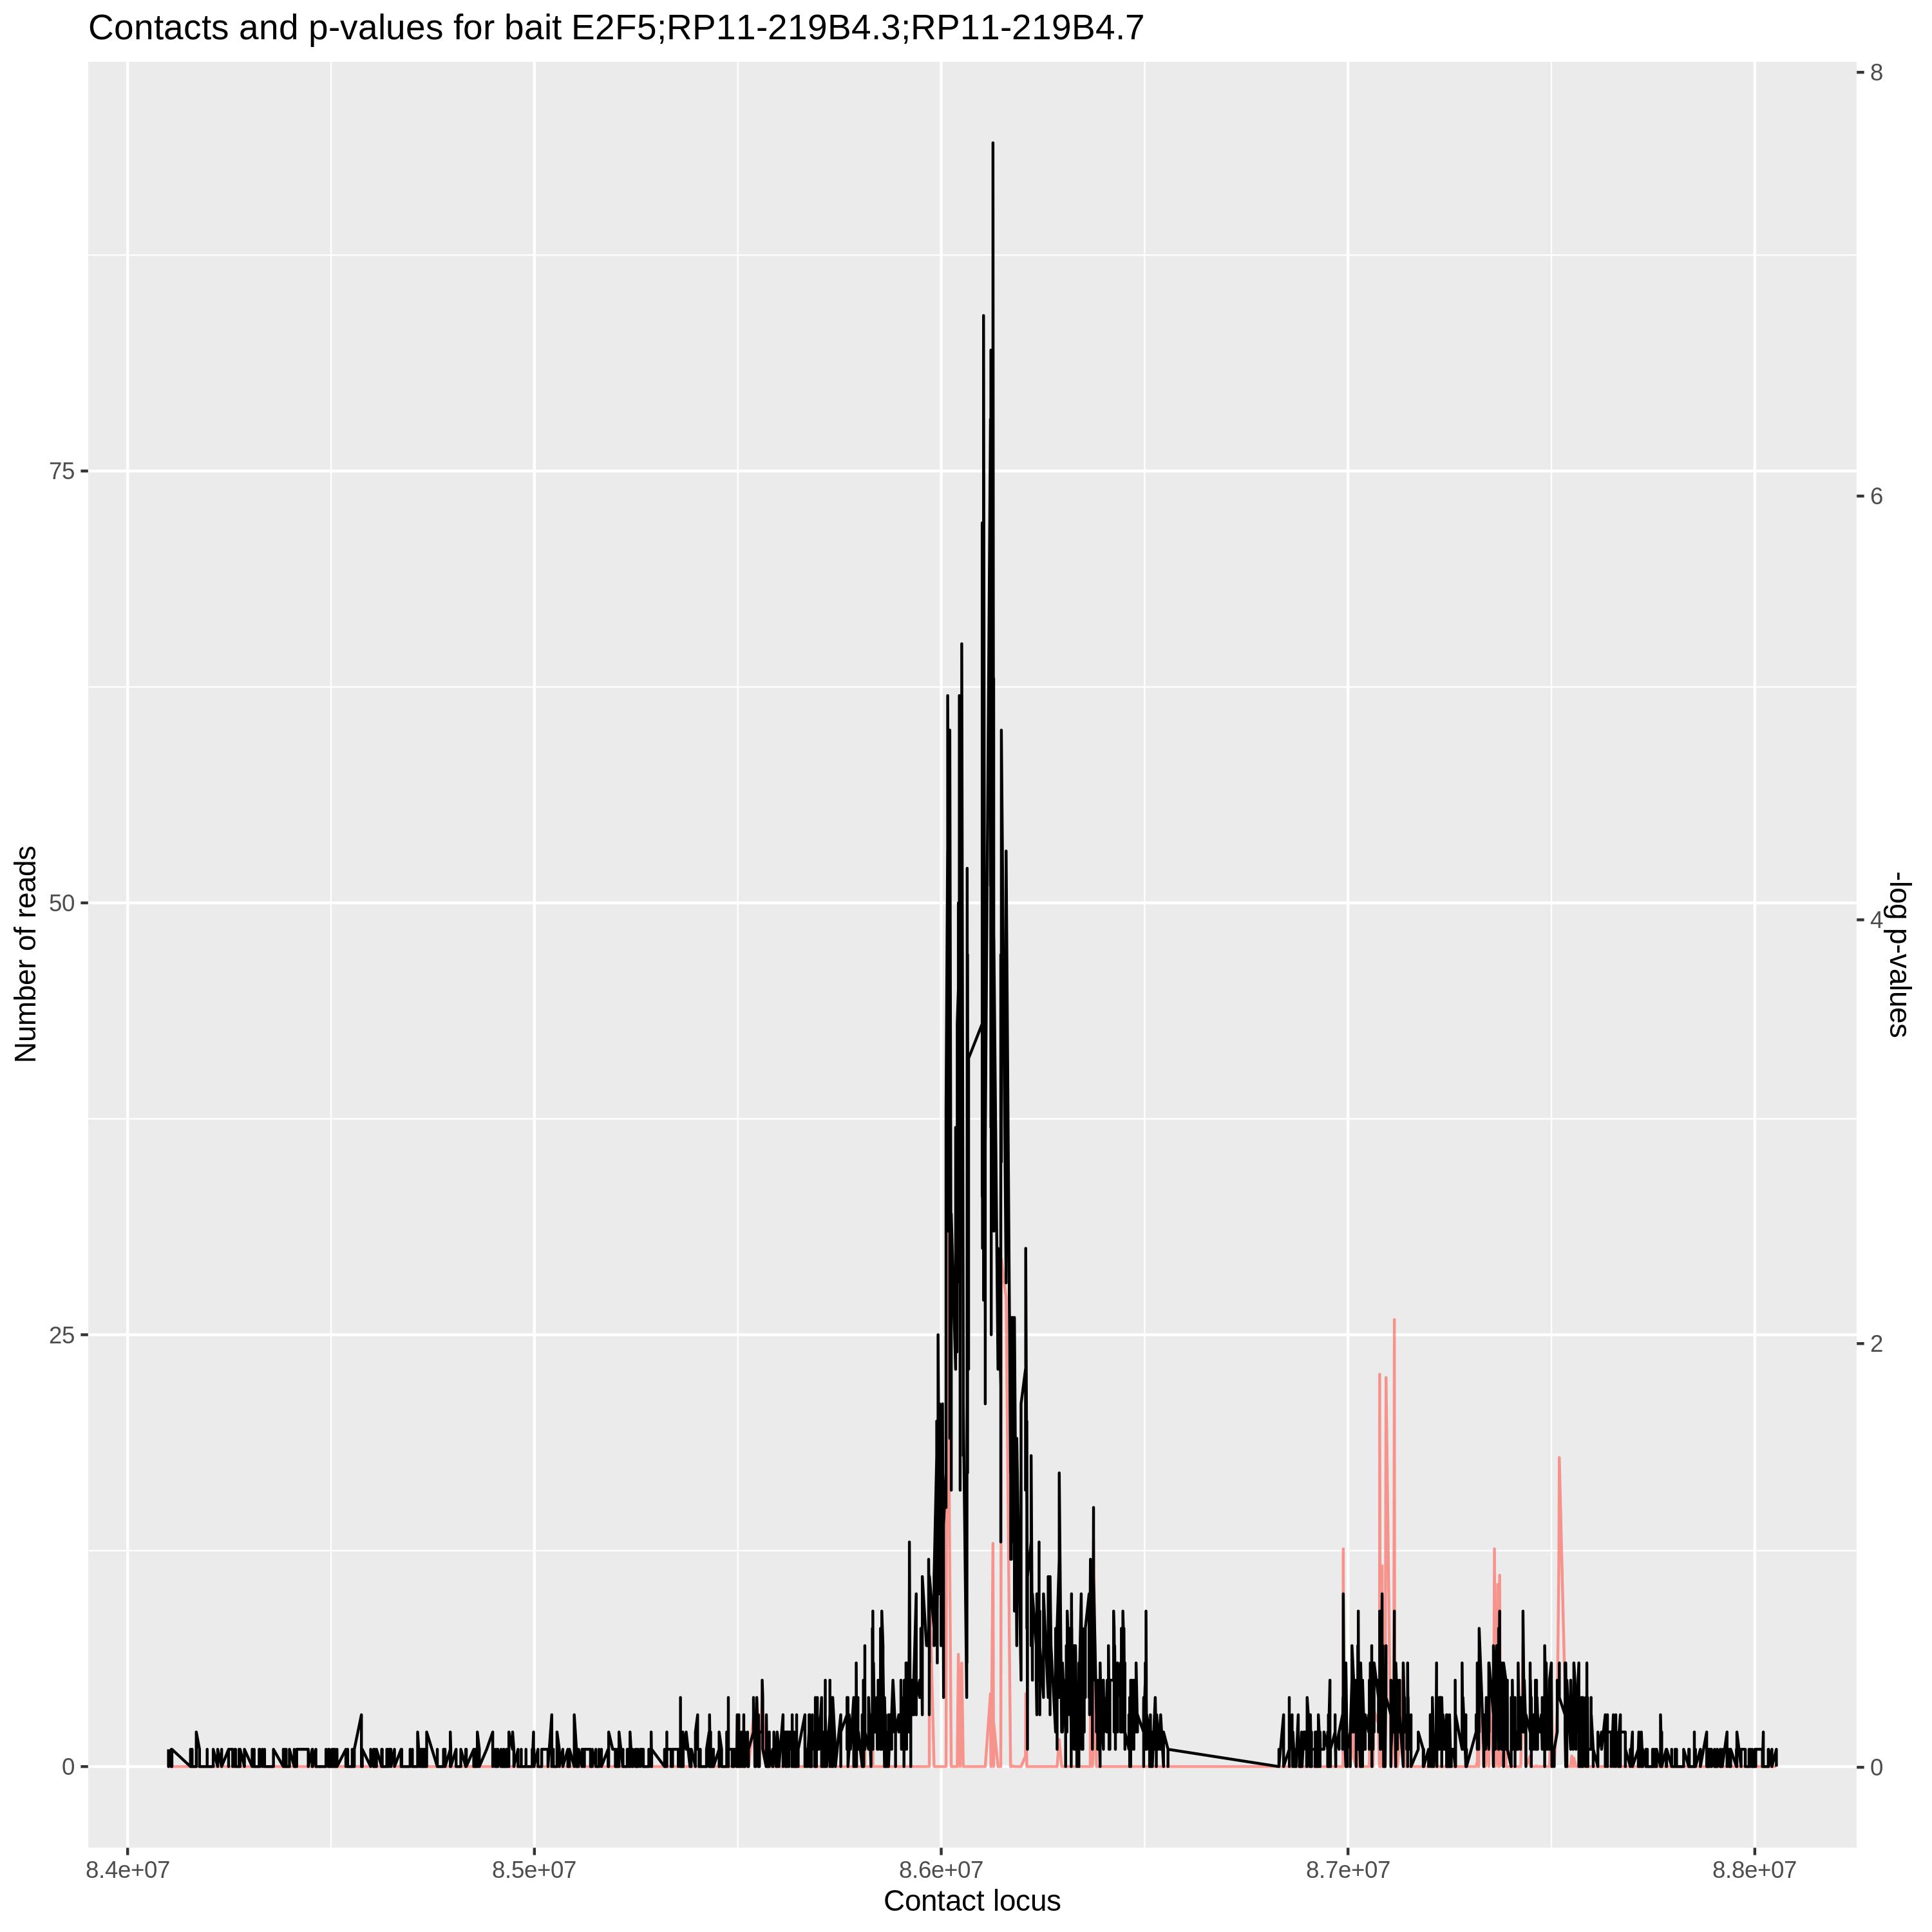 Contacts and p-values for bait E2F5;RP11-219B4.3;RP11-219B4.7
8
75
6
50
4
25
2
0
0
Number of reads
-log p-values
8.4e+07
8.5e+07
8.6e+07
8.7e+07
8.8e+07
Contact locus